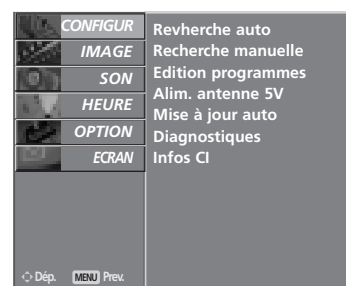 CONFIGUR
IMAGE
SON
HEURE
OPTION
ECRAN
Revherche auto
Recherche manuelle
Edition programmes
Alim. antenne 5V
Mise à jour auto
Diagnostiques
Infos CI
Dép. MENU Prev.